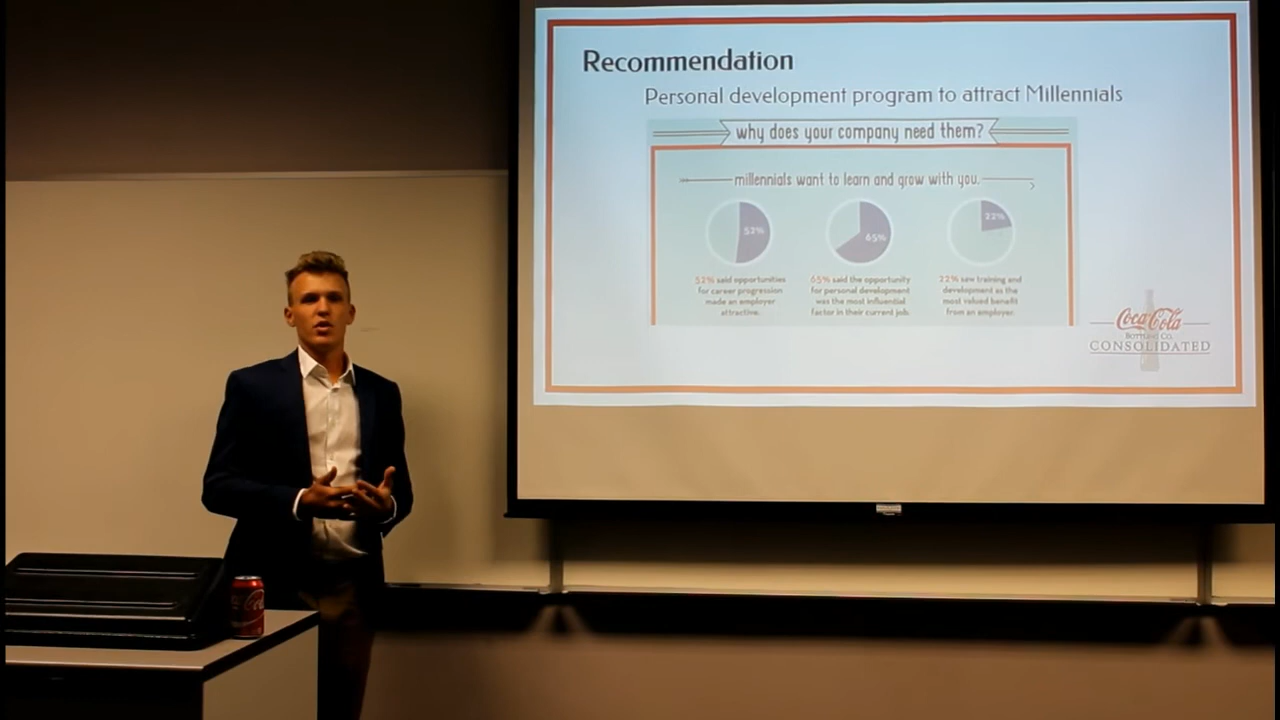 Recommendation
Personal development program to attract Millennials
why does your company need them?
millennials want to learn and grow with you.
52%
65%
22%
52% said opportunities
for career progression
made an employer
attractive.
65% said the opportunity
for personal development
was the most influential
factor in their current job.
22% saw training and
development as the
most valued benefit
from an employer.
Coca-Cola
BOTTLING CO.
CONSOLIDATED